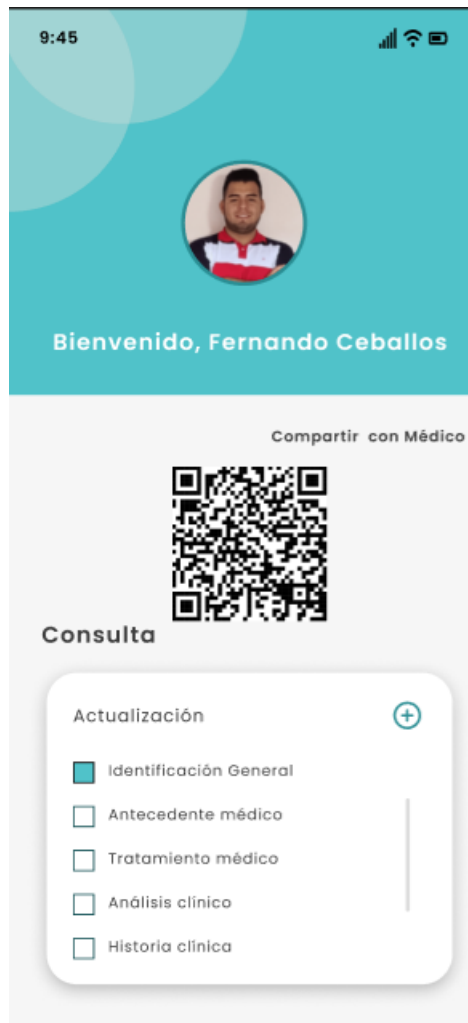 9:45
Bienvenido, Fernando Ceballos
Compartir con Médico
Consulta
Actualización
Identificación General
Antecedente médico
Tratamiento médico
Análisis clínico
Historia clínica